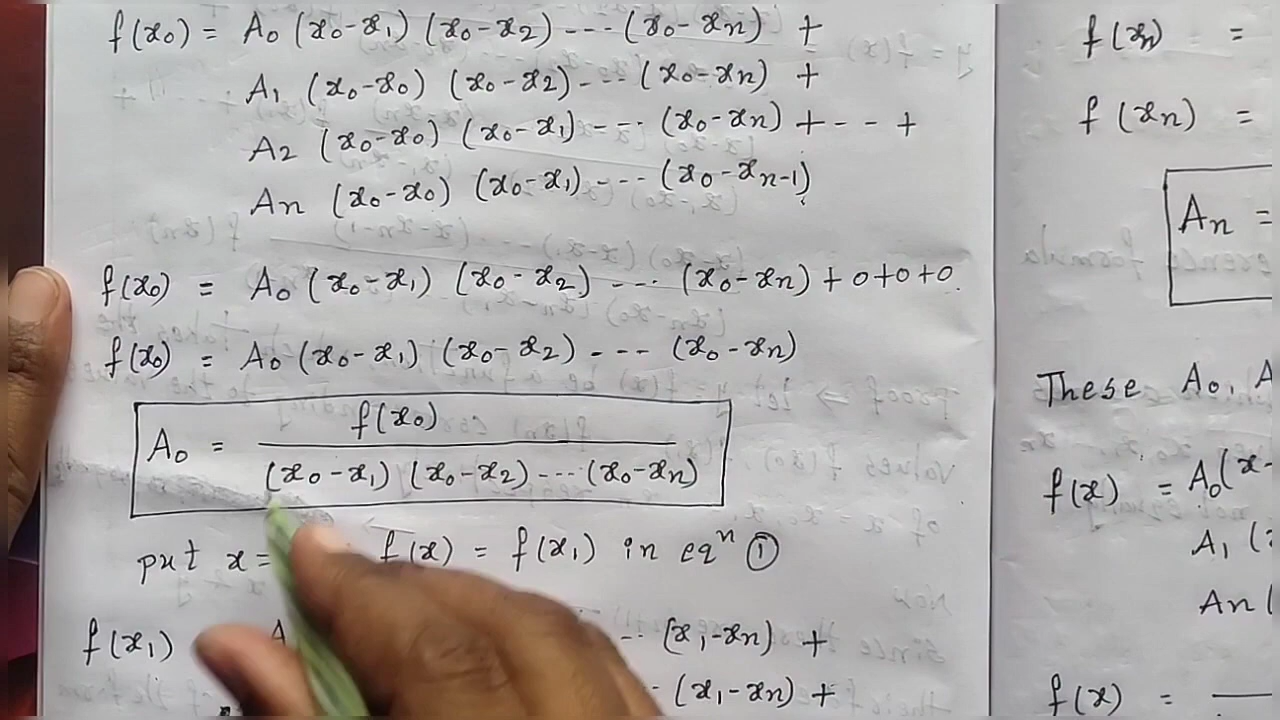 f(x₀) = A₀ (x₀-x₁) (x₀-x₂) --- (x₀-xₙ) +
A₁ (x₀-x₀) (x₀-x₂) --- (x₀-xₙ) +
A₂ (x₀-x₀) (x₀-x₁) --- (x₀-xₙ) + -- +
Aₙ (x₀-x₀) (x₀-x₁) --- (x₀-xₙ₋₁)
f(x₀) = A₀ (x₀-x₁) (x₀-x₂) --- (x₀-xₙ) + 0+0+0.
f(x₀) = A₀ (x₀-x₁) (x₀-x₂) --- (x₀-xₙ)
A₀ = f(x₀)
(x₀-x₁) (x₀-x₂) --- (x₀-xₙ)
put x = f(x) = f(x₁) in eqⁿ ①
f(x₁) A -- (x₁-xₙ) +
- (x₁-xₙ) +
f(xₙ) =
f(xₙ) =
Aₙ =
These A₀, A
f(x) = A₀(x-
A₁ (
Aₙ (
f(x) =